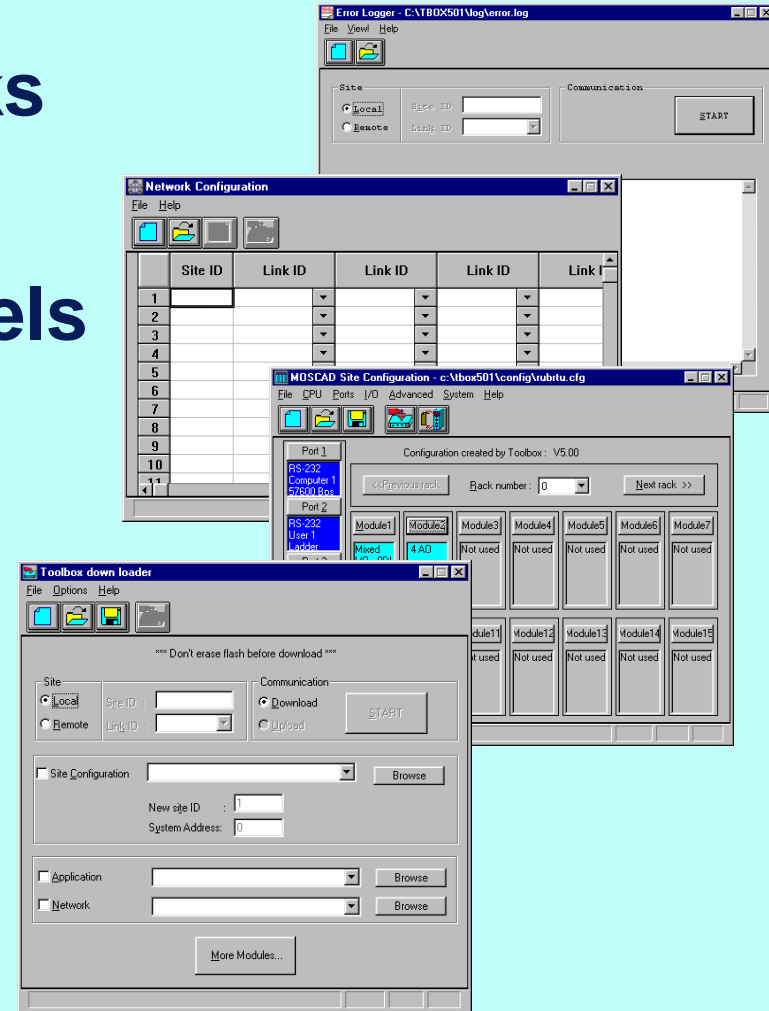 ks
els
Error Logger - C:\TBOX501\log\error.log
File View! Help
Site
Local
Site ID
Remote
Link ID
Communication
START
Network Configuration
File Help
Site ID Link ID Link ID Link ID
1
2
3
4
5
6
7
8
9
10
11
MOSCAD Site Configuration - c:\tbox501\config\rubrtu.cfg
File CPU Ports I/O Advanced System Help
Port 1
RS-232
Computer 1
57600 Bps
Port 2
RS-232
User 1
Ladder
Configuration created by Toolbox : V5.00
<<Previous rack Rack number : 0 Next rack >>
Module1 Module2 Module3 Module4 Module5 Module6 Module7
Mixed 4 AO Not used Not used Not used Not used Not used
dule11 Module12 Module13 Module14 Module15
t used Not used Not used Not used Not used
Toolbox down loader
File Options Help
*** Don't erase flash before download ***
Site
Local Site ID :
Remote Link ID :
Communication
Download
Upload
START
Site Configuration Browse
New site ID : 1
System Address: 0
Application Browse
Network Browse
More Modules...